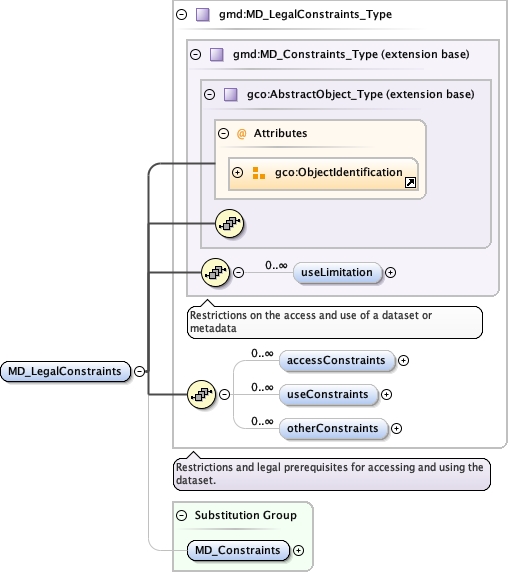 gmd:MD_LegalConstraints_Type
gmd:MD_Constraints_Type (extension base)
gco:AbstractObject_Type (extension base)
@ Attributes
gco:ObjectIdentification
0..∞
useLimitation
Restrictions on the access and use of a dataset or
metadata
MD_LegalConstraints
0..∞
accessConstraints
0..∞
useConstraints
0..∞
otherConstraints
Restrictions and legal prerequisites for accessing and using the
dataset.
Substitution Group
MD_Constraints